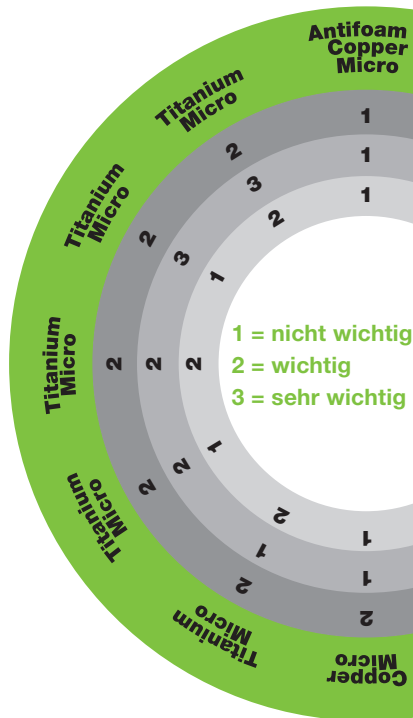 Antifoam
Copper
Micro
1
1
1
Titanium
Micro
2
3
2
Titanium
Micro
2
3
1
Titanium
Micro
2
2
2
Titanium
Micro
2
2
1
Titanium
Micro
2
1
2
Copper
Micro
2
1
1
1 = nicht wichtig
2 = wichtig
3 = sehr wichtig